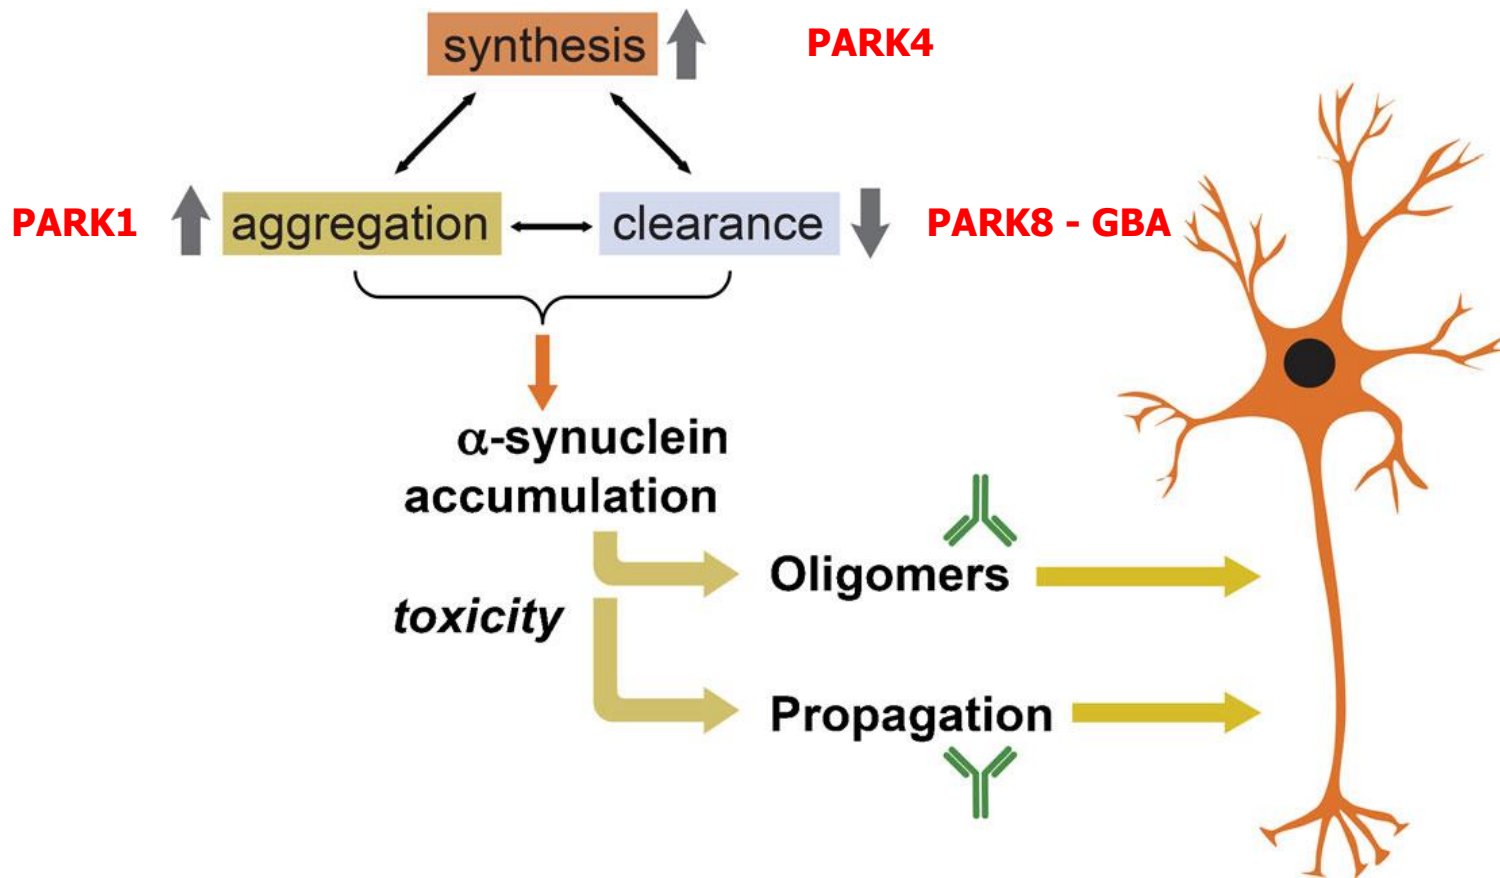 synthesis
PARK4
PARK1
aggregation
clearance
PARK8 - GBA
α-synuclein
accumulation
Oligomers
toxicity
Propagation